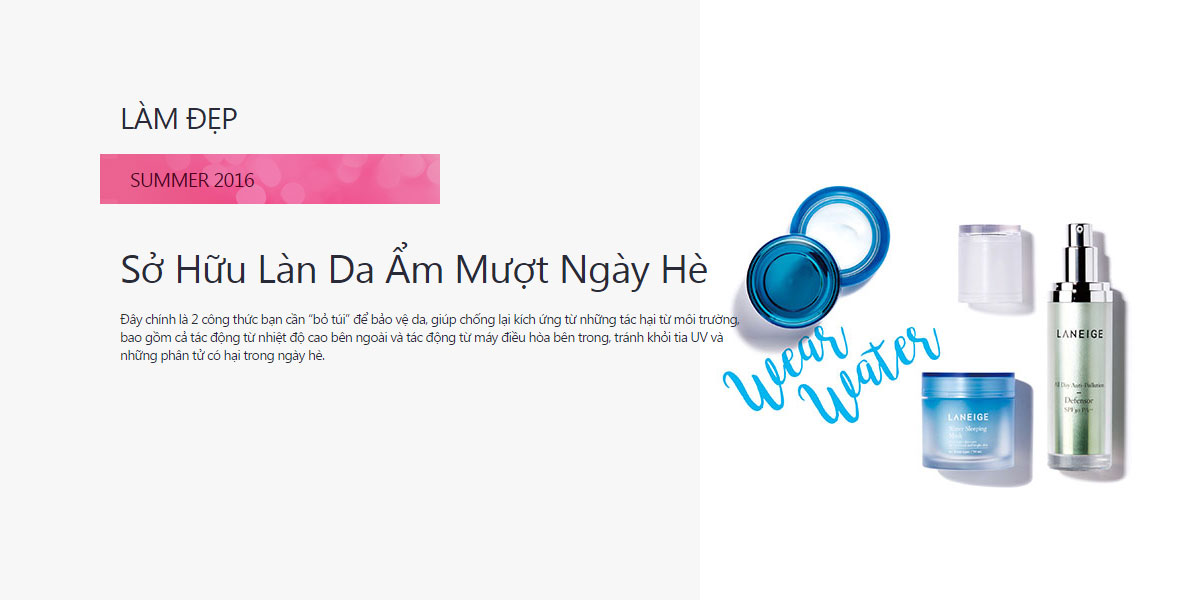 LÀM ĐẸP
SUMMER 2016
Sở Hữu Làn Da Ẩm Mượt Ngày Hè
Đây chính là 2 công thức bạn cần “bỏ túi” để bảo vệ da, giúp chống lại kích ứng từ những tác hại từ môi trường,
bao gồm cả tác động từ nhiệt độ cao bên ngoài và tác động từ máy điều hòa bên trong, tránh khỏi tia UV và
những phân tử có hại trong ngày hè.
Wear
Water
LANEIGE
Water Sleeping
Mask
LANEIGE
All Day Anti-Pollution
Defensor